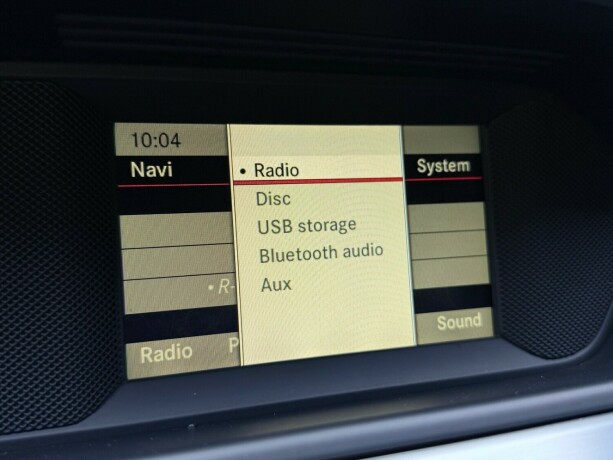 10:04
Navi
System
• Radio
Disc
USB storage
Bluetooth audio
Aux
• R-
Radio
P
Sound